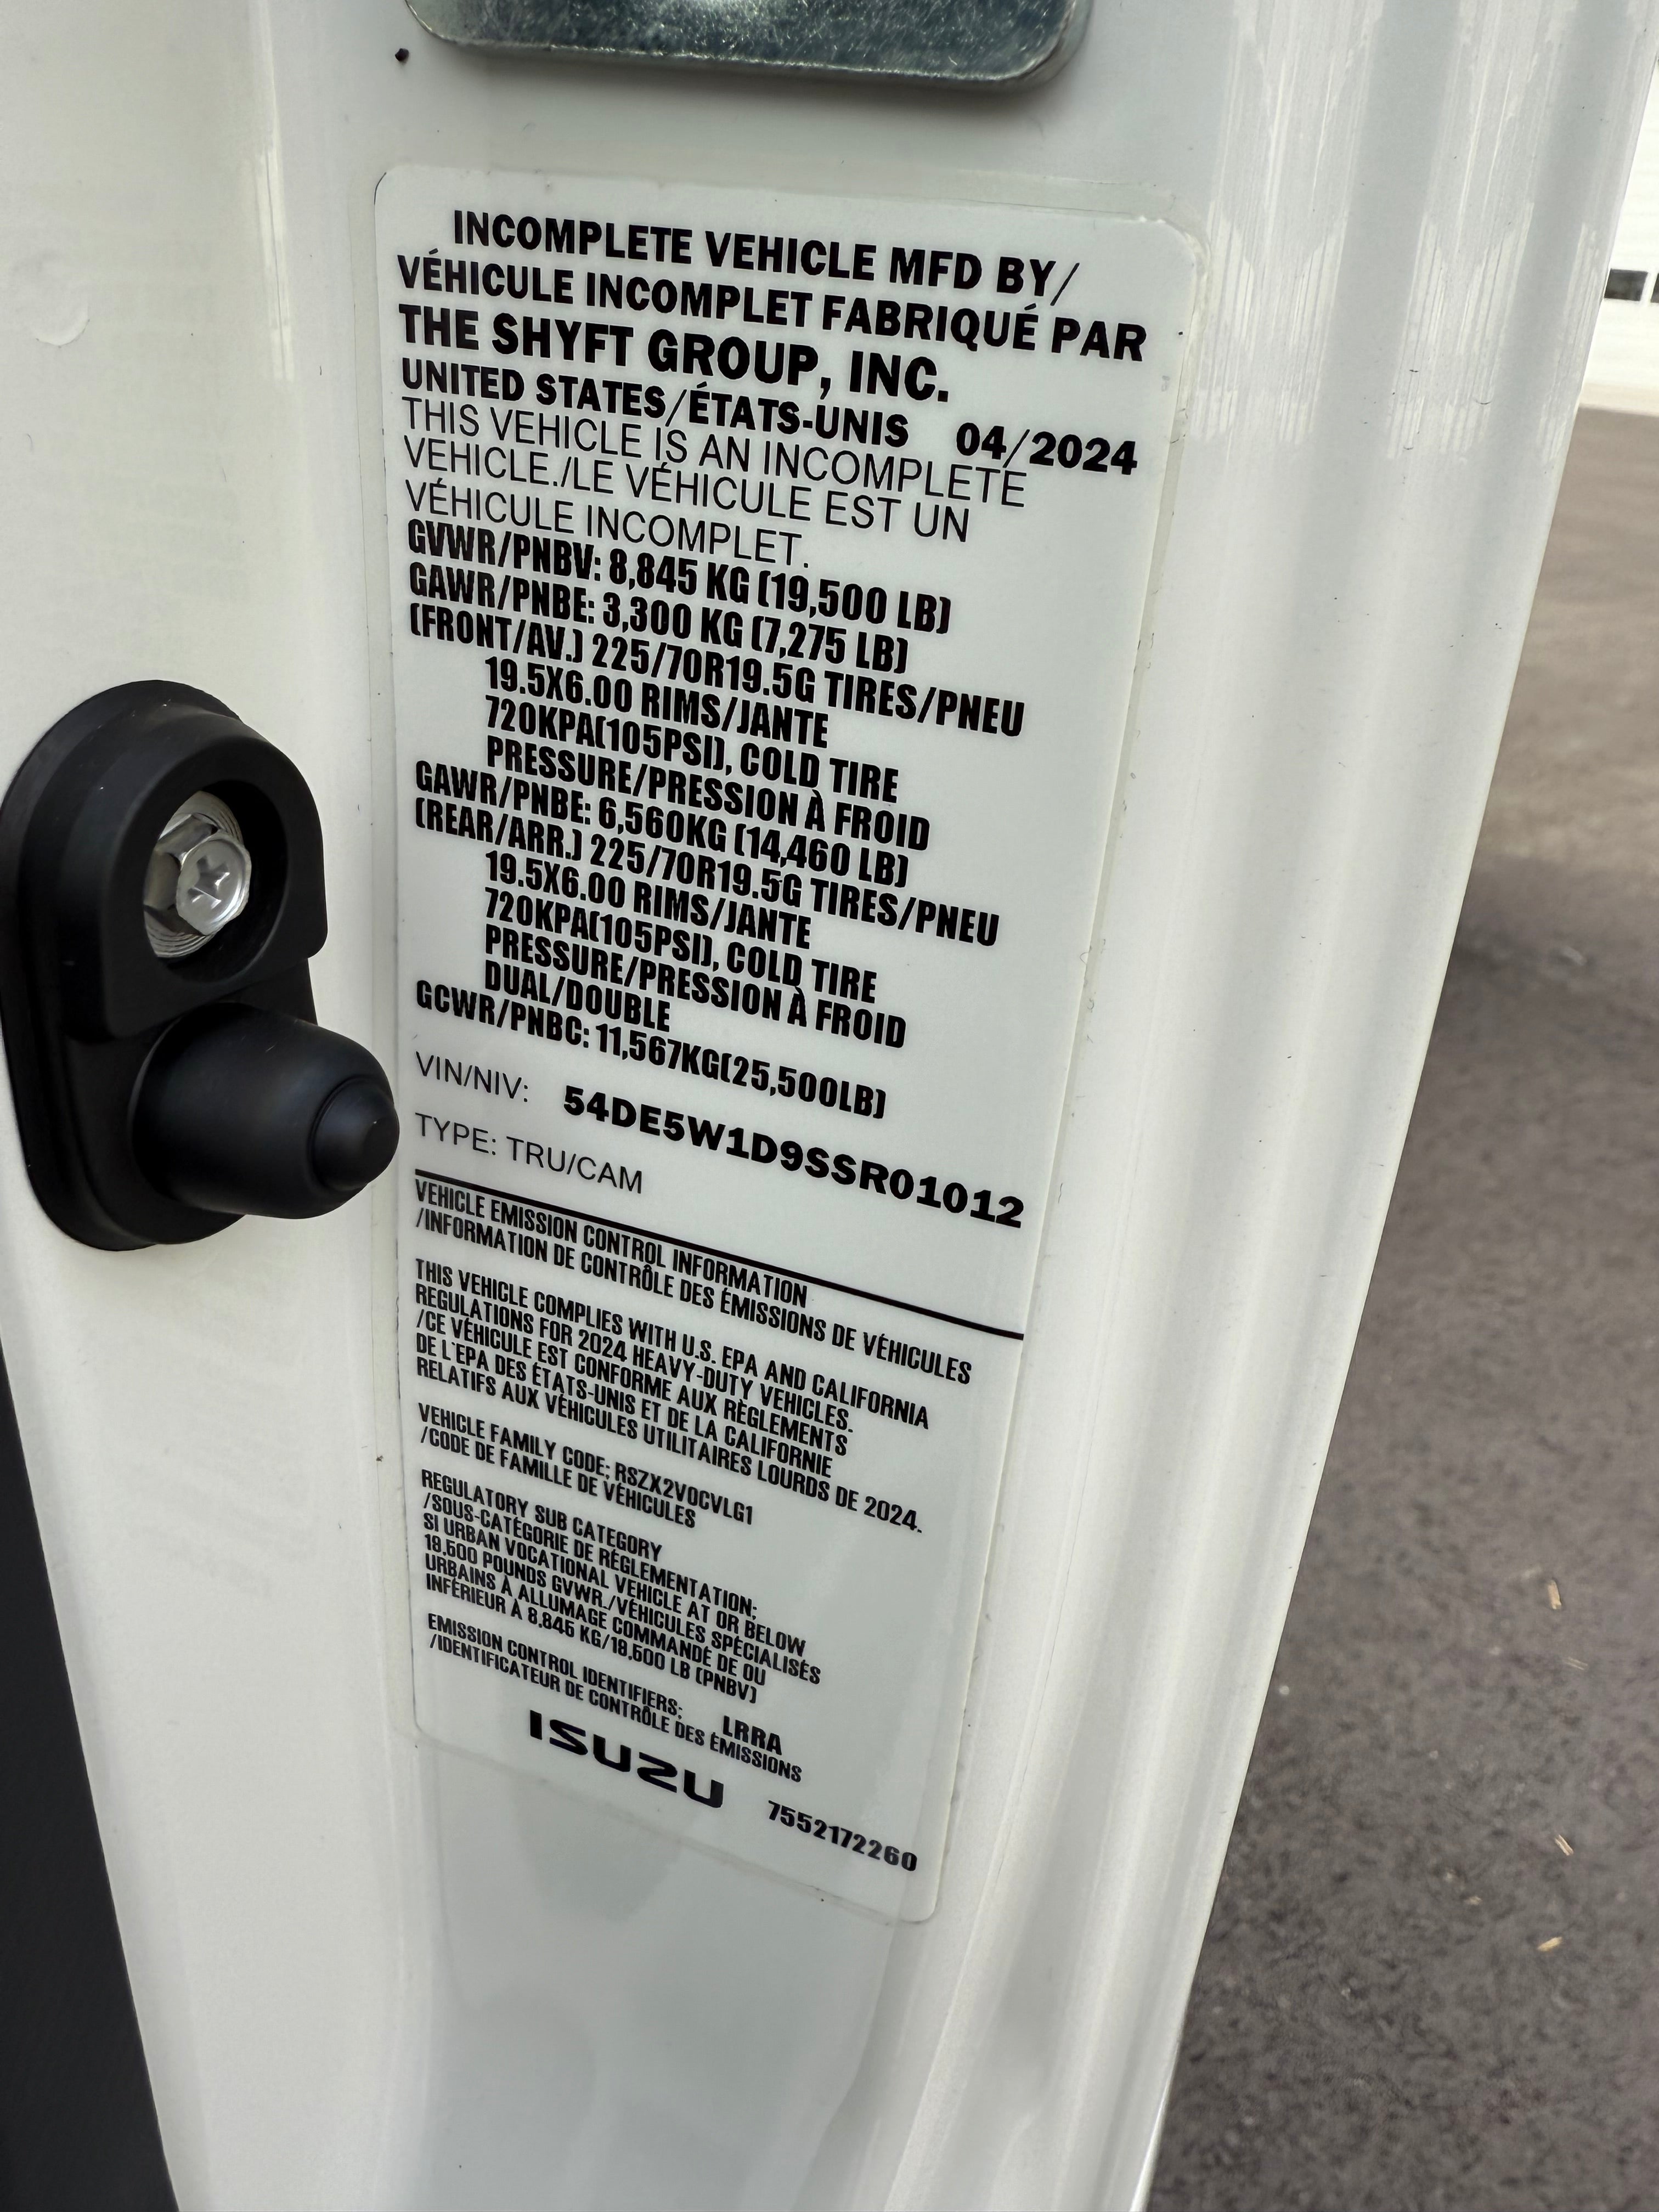 INCOMPLETE VEHICLE MFD BY/
VÉHICULE INCOMPLET FABRIQUÉ PAR
THE SHYFT GROUP, INC.
UNITED STATES/ÉTATS-UNIS 04/2024
THIS VEHICLE IS AN INCOMPLETE
VEHICLE./LE VÉHICULE EST UN
VÉHICULE INCOMPLET.
GVWR/PNBV: 8,845 KG (19,500 LB)
GAWR/PNBE: 3,300 KG (7,275 LB)
(FRONT/AV.) 225/70R19.5G TIRES/PNEU
19.5X6.00 RIMS/JANTE
720KPA(105PSI), COLD TIRE
PRESSURE/PRESSION À FROID
GAWR/PNBE: 6,560KG (14,460 LB)
(REAR/ARR.) 225/70R19.5G TIRES/PNEU
19.5X6.00 RIMS/JANTE
720KPA(105PSI), COLD TIRE
PRESSURE/PRESSION À FROID
DUAL/DOUBLE
GCWR/PNBC: 11,567KG(25,500LB)
VIN/NIV: 54DE5W1D9SSR01012
TYPE: TRU/CAM
VEHICLE EMISSION CONTROL INFORMATION
/INFORMATION DE CONTRÔLE DES ÉMISSIONS DE VÉHICULES
THIS VEHICLE COMPLIES WITH U.S. EPA AND CALIFORNIA
REGULATIONS FOR 2024 HEAVY-DUTY VEHICLES.
/CE VÉHICULE EST CONFORME AUX RÈGLEMENTS
DE L'EPA DES ÉTATS-UNIS ET DE LA CALIFORNIE
RELATIFS AUX VÉHICULES UTILITAIRES LOURDS DE 2024.
VEHICLE FAMILY CODE: RSZX2VOCVLG1
/CODE DE FAMILLE DE VÉHICULES
REGULATORY SUB CATEGORY
/SOUS-CATÉGORIE DE RÉGLEMENTATION:
SI URBAN VOCATIONAL VEHICLE AT OR BELOW
19,500 POUNDS GVWR./VÉHICULES SPÉCIALISÉS
URBAINS À ALLUMAGE COMMANDÉ DE OU
INFÉRIEUR À 8,845 KG/19,500 LB (PNBV)
EMISSION CONTROL IDENTIFIERS: LRRA
/IDENTIFICATEUR DE CONTRÔLE DES ÉMISSIONS
ISUZU 7552172260